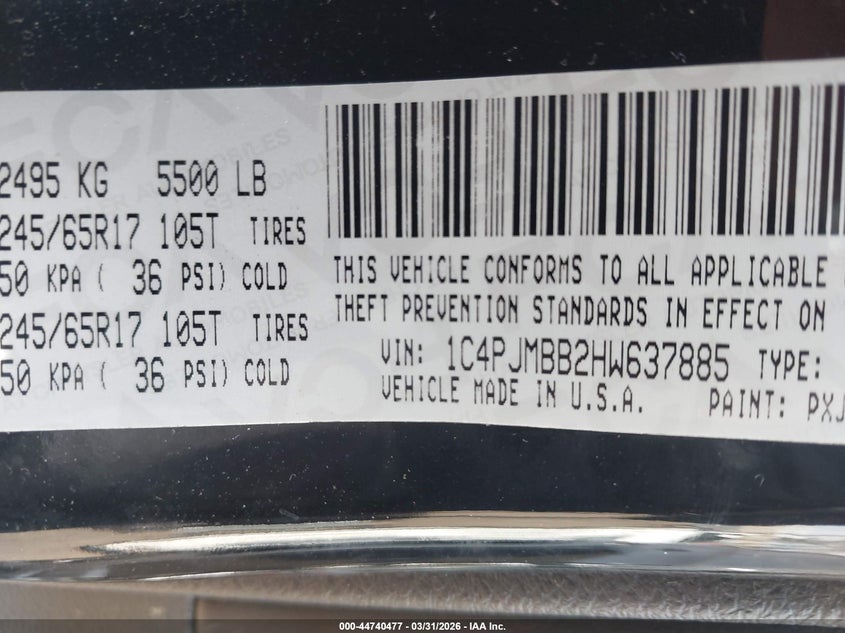 2495 KG 5500 LB
245/65R17 105T TIRES
50 KPA ( 36 PSI) COLD
245/65R17 105T TIRES
50 KPA ( 36 PSI) COLD
THIS VEHICLE CONFORMS TO ALL APPLICABLE
THEFT PREVENTION STANDARDS IN EFFECT ON
VIN: 1C4PJMBB2HW637885 TYPE:
VEHICLE MADE IN U.S.A. PAINT: PXJ
000-44740477 - 03/31/2026 - IAA Inc.